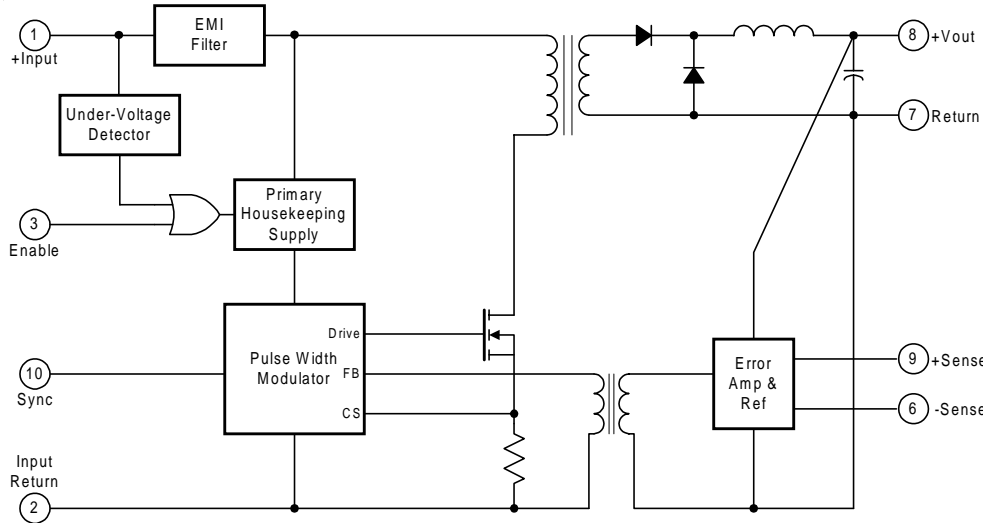 EMI
Filter
1
+Input
8
+Vout
Under-Voltage
Detector
7
Return
Primary
Housekeeping
Supply
3
Enable
Drive
Pulse Width
Modulator
FB
CS
10
Sync
Error
Amp &
Ref
9
+Sense
6
-Sense
Input
Return
2